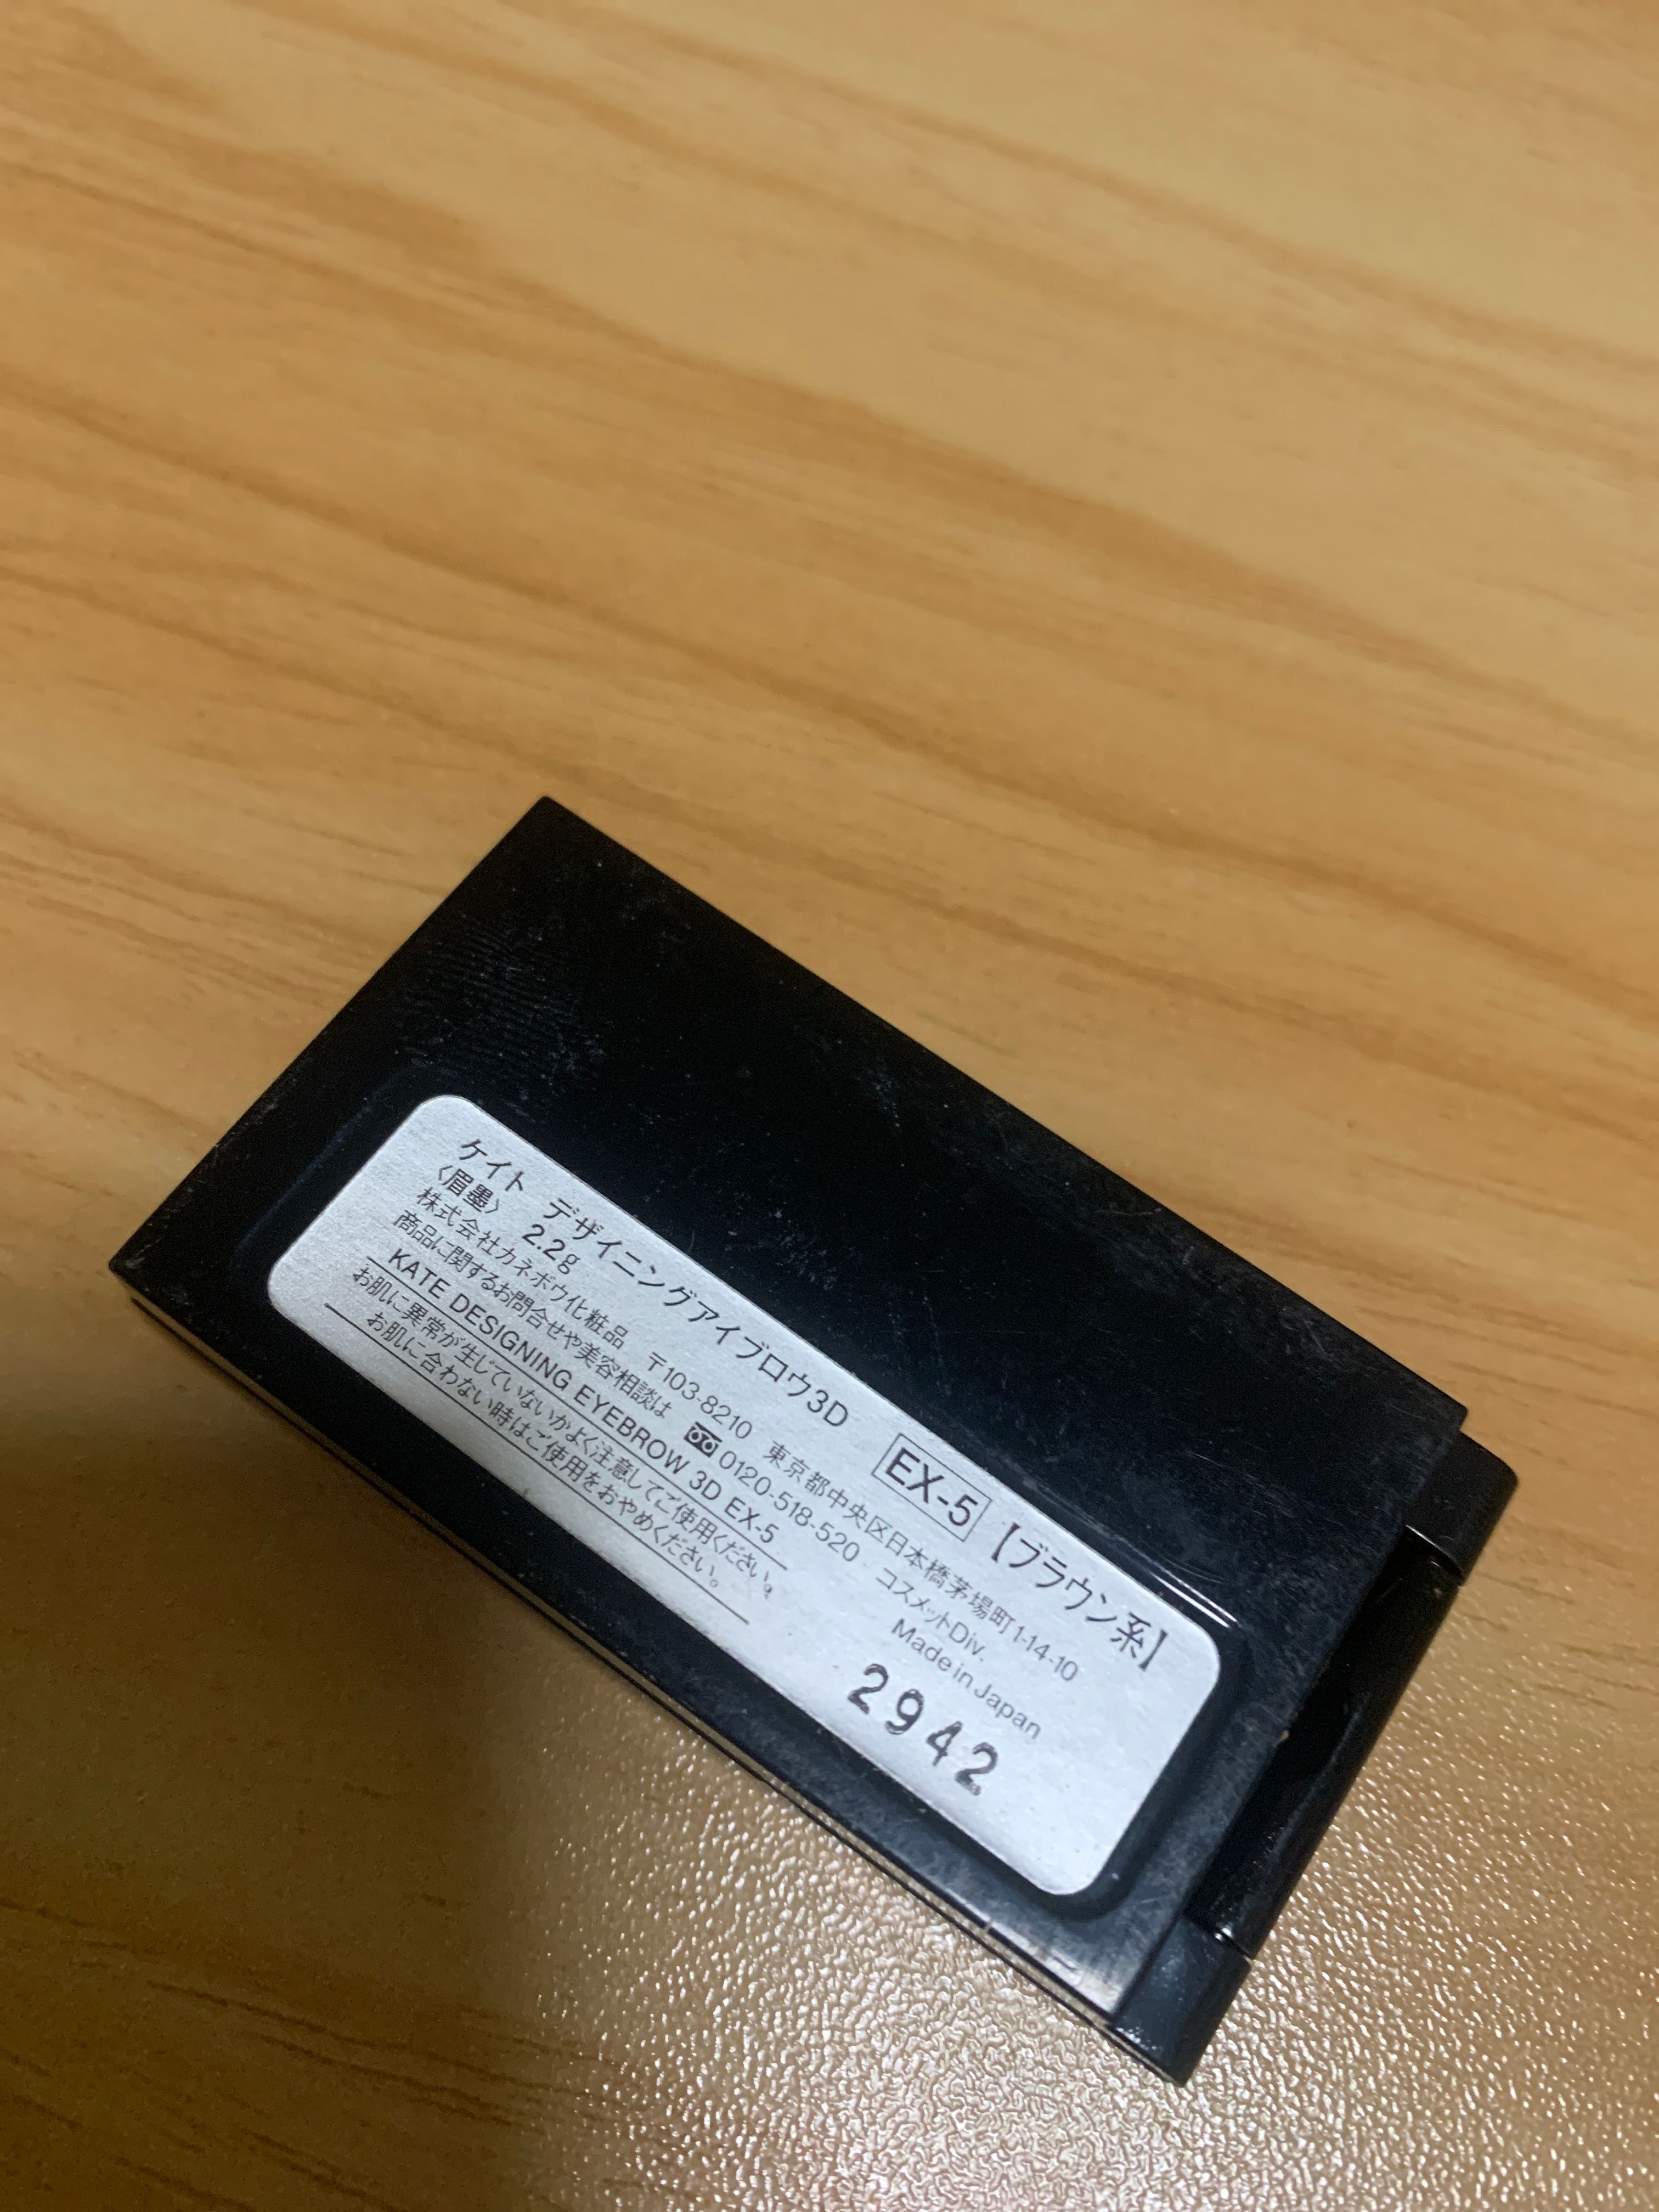 ケイト デザイニングアイブロウ3D EX-5 【ブラウン系】
〈眉墨〉 2.2g
株式会社カネボウ化粧品 〒103-8210 東京都中央区日本橋茅場町1-14-10
商品に関するお問合せや美容相談は 0120-518-520 コスメットDiv.
KATE DESIGNING EYEBROW 3D EX-5 Made in Japan
お肌に異常が生じていないかよく注意してご使用ください。
お肌に合わない時はご使用をおやめください。
2942